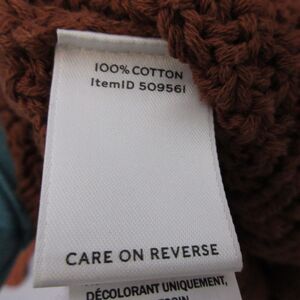 100% COTTON
ItemID 509561
CARE ON REVERSE
DÉCOLORANT UNIQUEMENT,